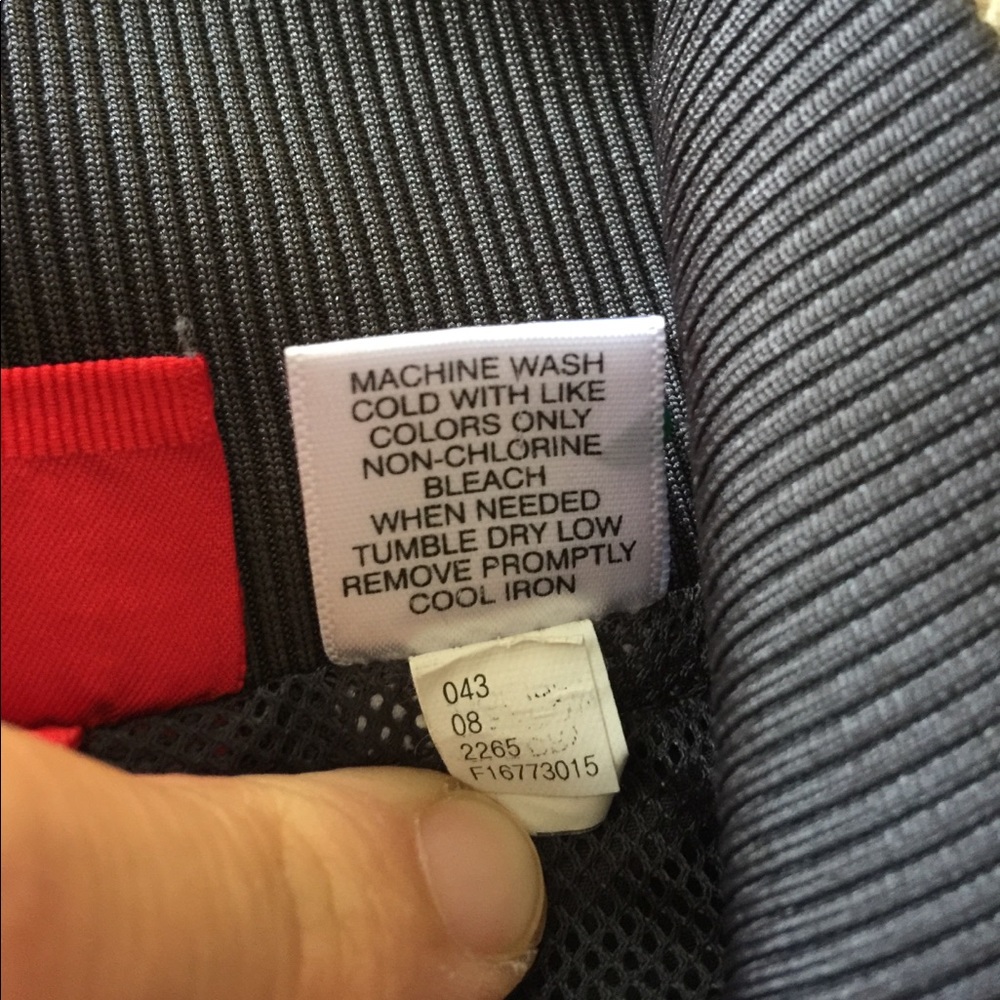 MACHINE WASH
COLD WITH LIKE
COLORS ONLY
NON-CHLORINE
BLEACH
WHEN NEEDED
TUMBLE DRY LOW
REMOVE PROMPTLY
COOL IRON
043
08
2265
F16773015